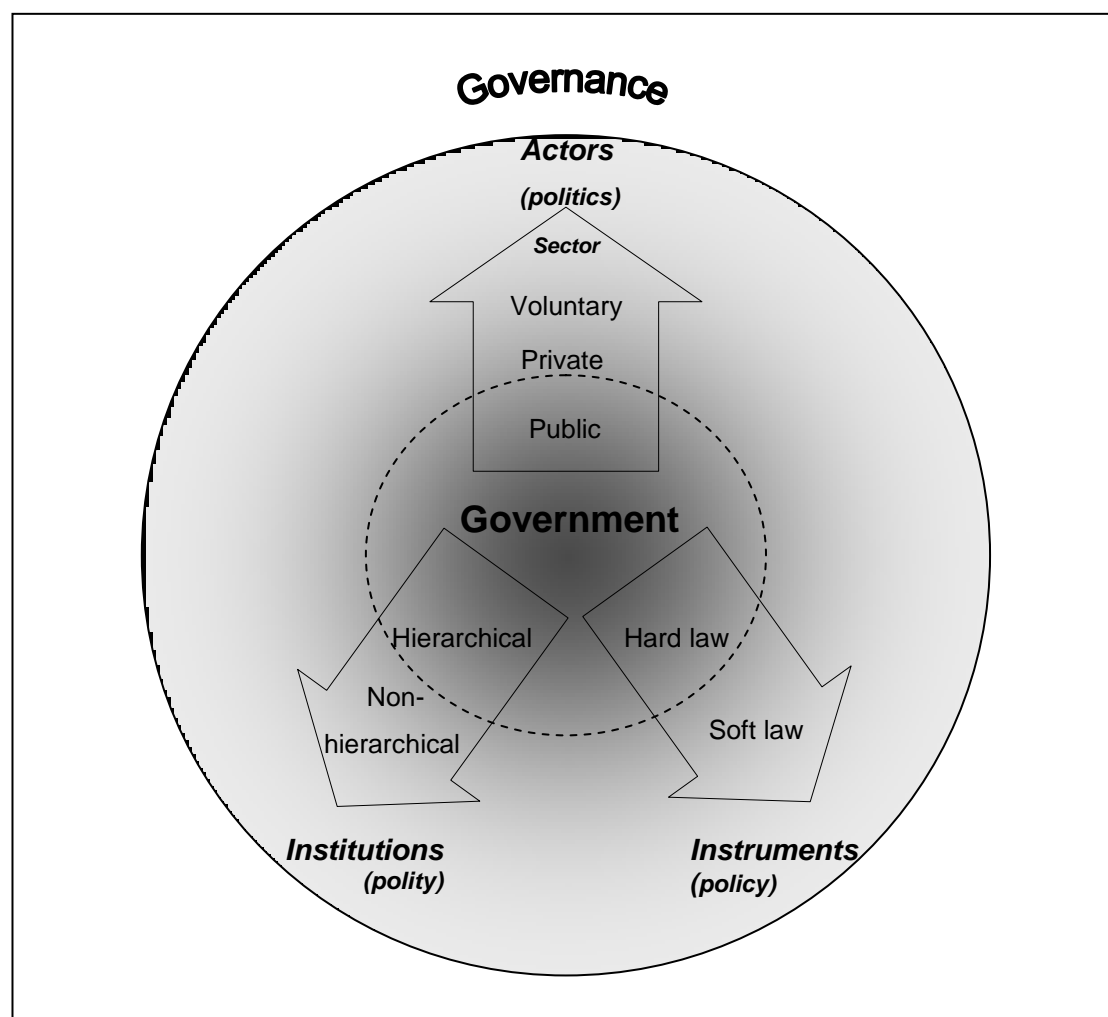 Governance
Actors
(politics)
Sector
Voluntary
Private
Public
Government
Hierarchical
Non-
hierarchical
Hard law
Soft law
Institutions
(polity)
Instruments
(policy)